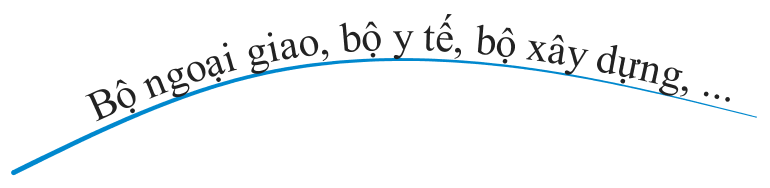 Bộ ngoại giao, bộ y tế, bộ xây dựng, ...